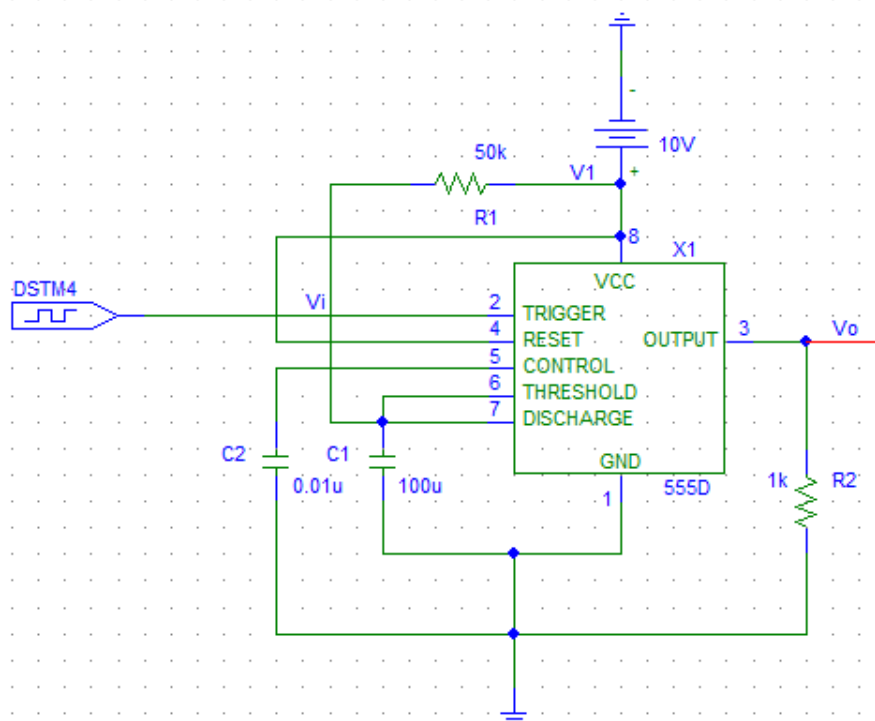 -
10V
50k
V1
+
R1
8
X1
DSTM4
VCC
Vi
2
TRIGGER
3
Vo
4
RESET
OUTPUT
5
CONTROL
6
THRESHOLD
7
DISCHARGE
C2
C1
GND
0.01u
100u
1
555D
1k
R2